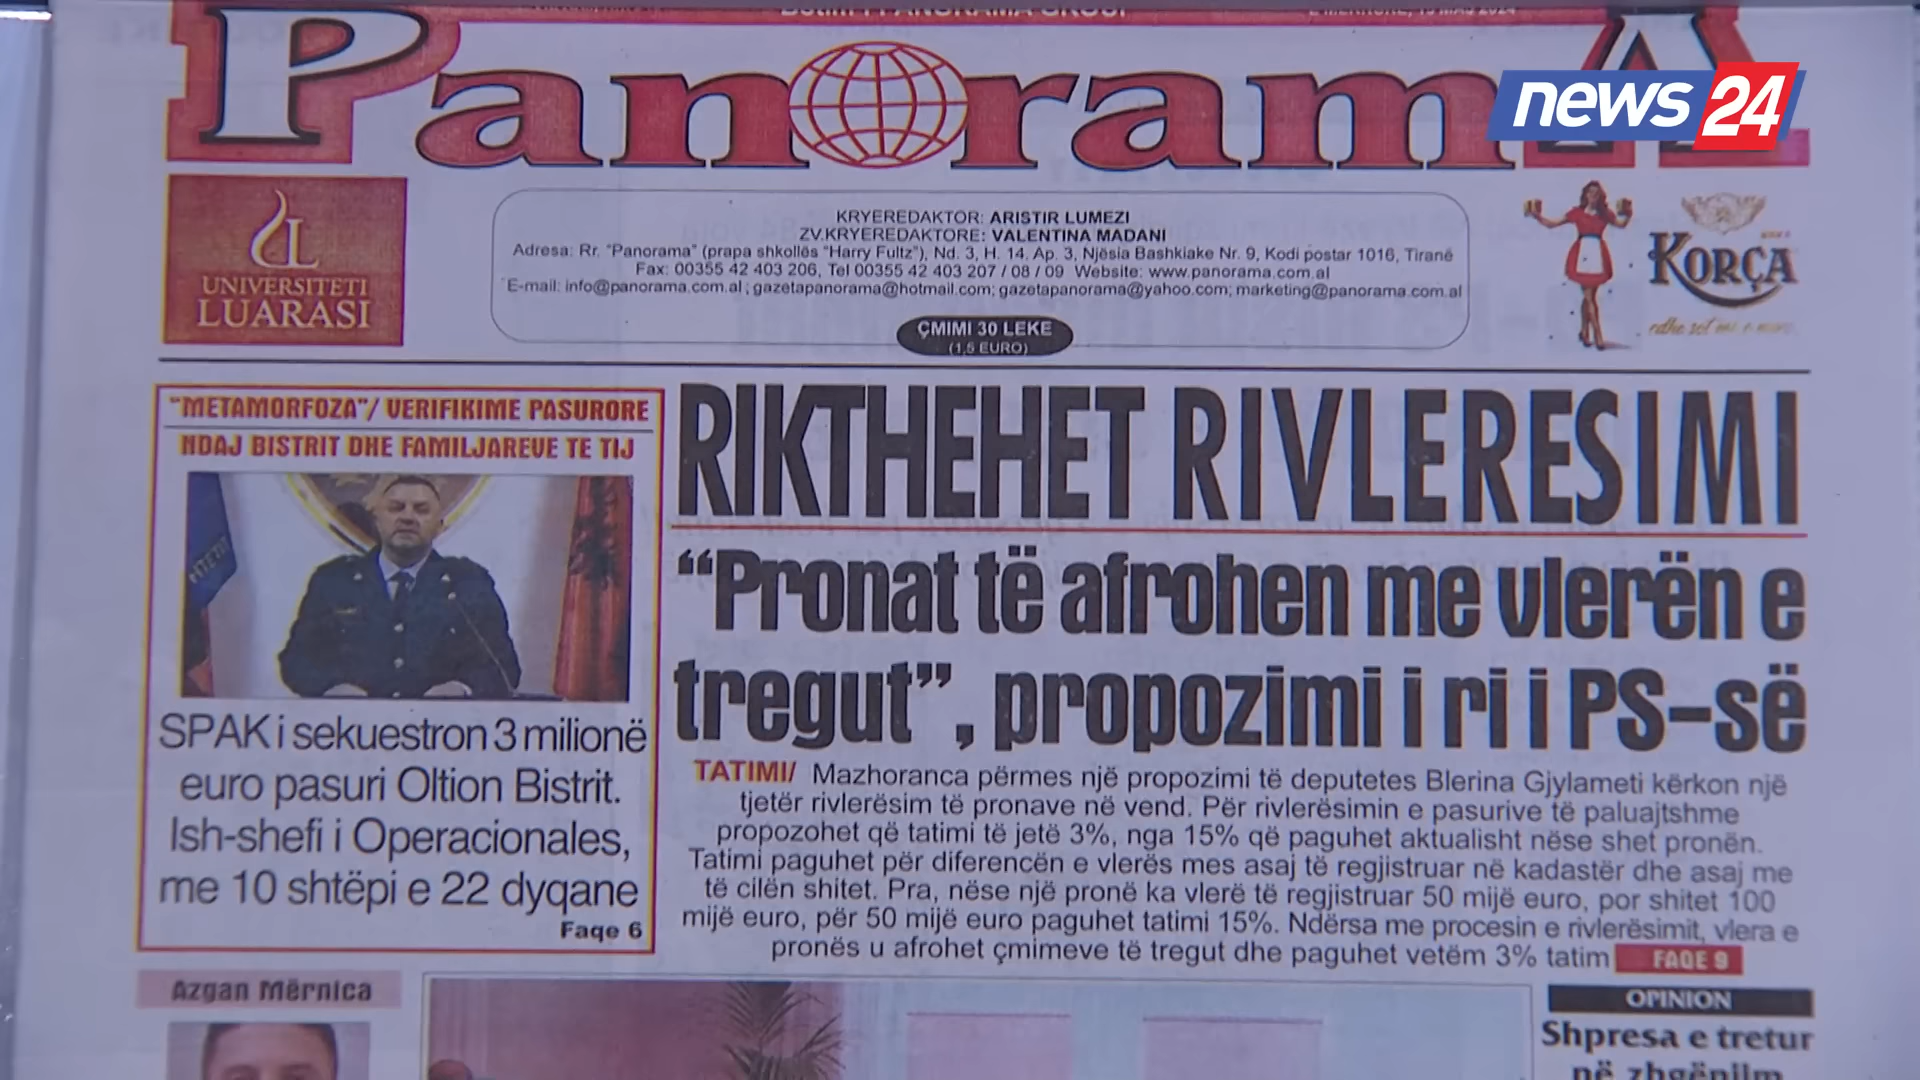 Botim i PANORAMA GROUP
PanoramA
news 24
UNIVERSITETI
LUARASI
KRYEREDAKTOR: ARISTIR LUMEZI
ZV.KRYEREDAKTORE: VALENTINA MADANI
Adresa: Rr. "Panorama" (prapa shkollës "Harry Fultz"), Nd. 3, H. 14, Ap. 3, Njësia Bashkiake Nr. 9, Kodi postar 1016, Tiranë
Fax: 00355 42 403 206, Tel 00355 42 403 207 / 08 / 09 Website: www.panorama.com.al
E-mail: info@panorama.com.al; gazetapanorama@hotmail.com; gazetapanorama@yahoo.com; marketing@panorama.com.al
ÇMIMI 30 LEKE
(1,5 EURO)
KORÇA
"METAMORFOZA"/ VERIFIKIME PASURORE
NDAJ BISTRIT DHE FAMILJAREVE TE TIJ
SPAK i sekuestron 3 milionë
euro pasuri Oltion Bistrit.
Ish-shefi i Operacionales,
me 10 shtëpi e 22 dyqane
Faqe 6
RIKTHEHET RIVLERESIMI
"Pronat të afrohen me vlerën e
tregut", propozimi i ri i PS-së
TATIMI/ Mazhoranca përmes një propozimi të deputetes Blerina Gjylameti kërkon një
tjetër rivlerësim të pronave në vend. Për rivlerësimin e pasurive të paluajtshme
propozohet që tatimi të jetë 3%, nga 15% që paguhet aktualisht nëse shet pronën.
Tatimi paguhet për diferencën e vlerës mes asaj të regjistruar në kadastër dhe asaj me
të cilën shitet. Pra, nëse një pronë ka vlerë të regjistruar 50 mijë euro, por shitet 100
mijë euro, për 50 mijë euro paguhet tatimi 15%. Ndërsa me procesin e rivlerësimit, vlera e
pronës u afrohet çmimeve të tregut dhe paguhet vetëm 3% tatim FAQE 9
Azgan Mërnica
OPINION
Shpresa e tretur
në zhgënjim